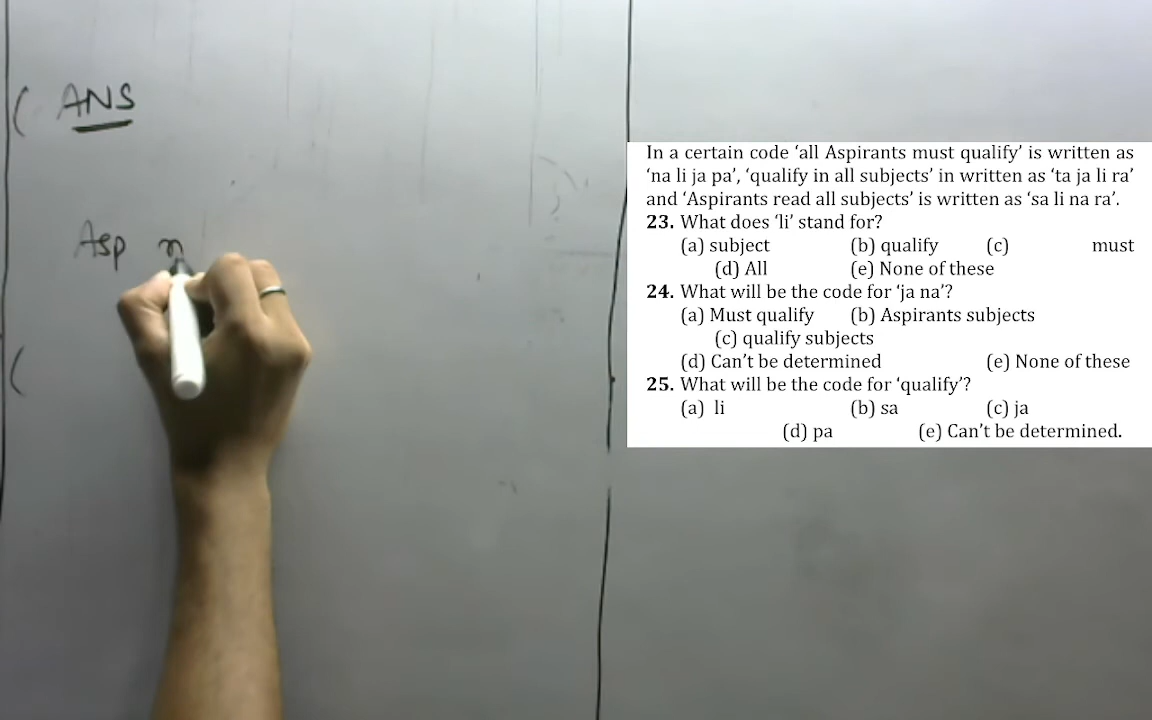 ( ANS
Asp n
(
In a certain code ‘all Aspirants must qualify’ is written as
‘na li ja pa’, ‘qualify in all subjects’ in written as ‘ta ja li ra’
and ‘Aspirants read all subjects’ is written as ‘sa li na ra’.
23. What does ‘li’ stand for?
(a) subject (b) qualify (c) must
(d) All (e) None of these
24. What will be the code for ‘ja na’?
(a) Must qualify (b) Aspirants subjects
(c) qualify subjects
(d) Can’t be determined (e) None of these
25. What will be the code for ‘qualify’?
(a) li (b) sa (c) ja
(d) pa (e) Can’t be determined.